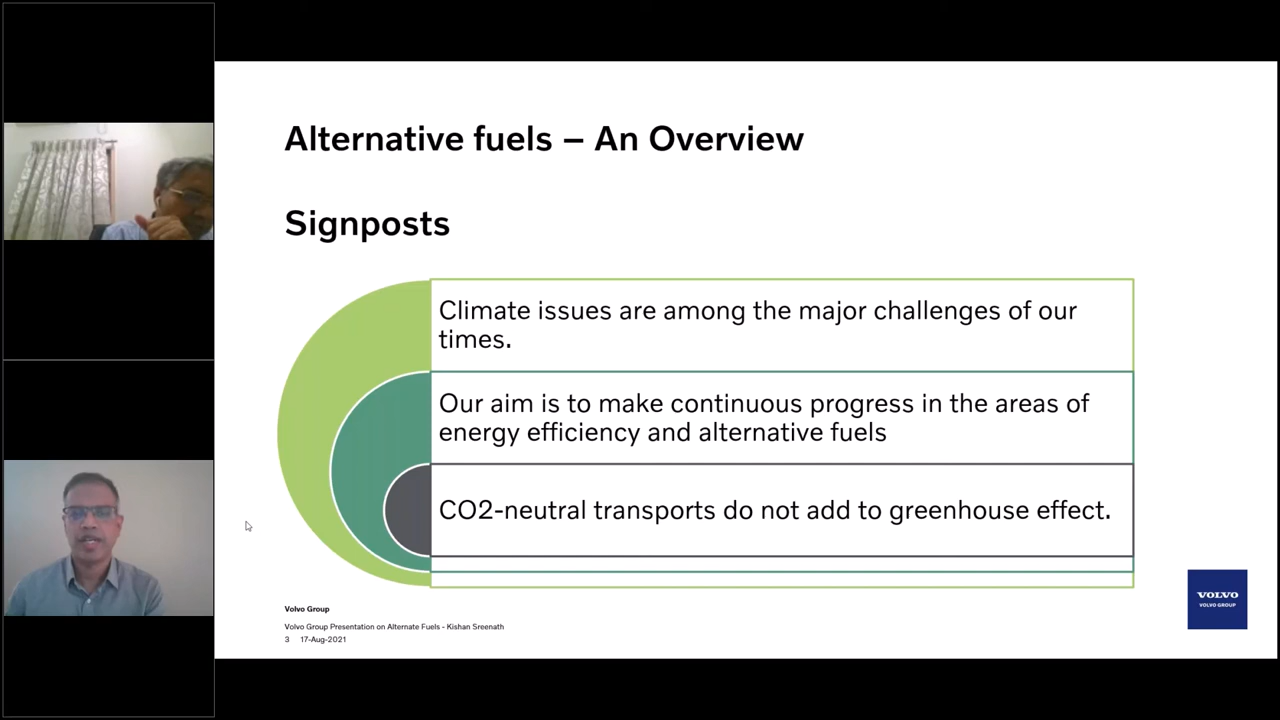 Alternative fuels – An Overview
Signposts
Climate issues are among the major challenges of our
times.
Our aim is to make continuous progress in the areas of
energy efficiency and alternative fuels
CO2-neutral transports do not add to greenhouse effect.
Volvo Group
Volvo Group Presentation on Alternate Fuels - Kishan Sreenath
3 17-Aug-2021
VOLVO
VOLVO GROUP